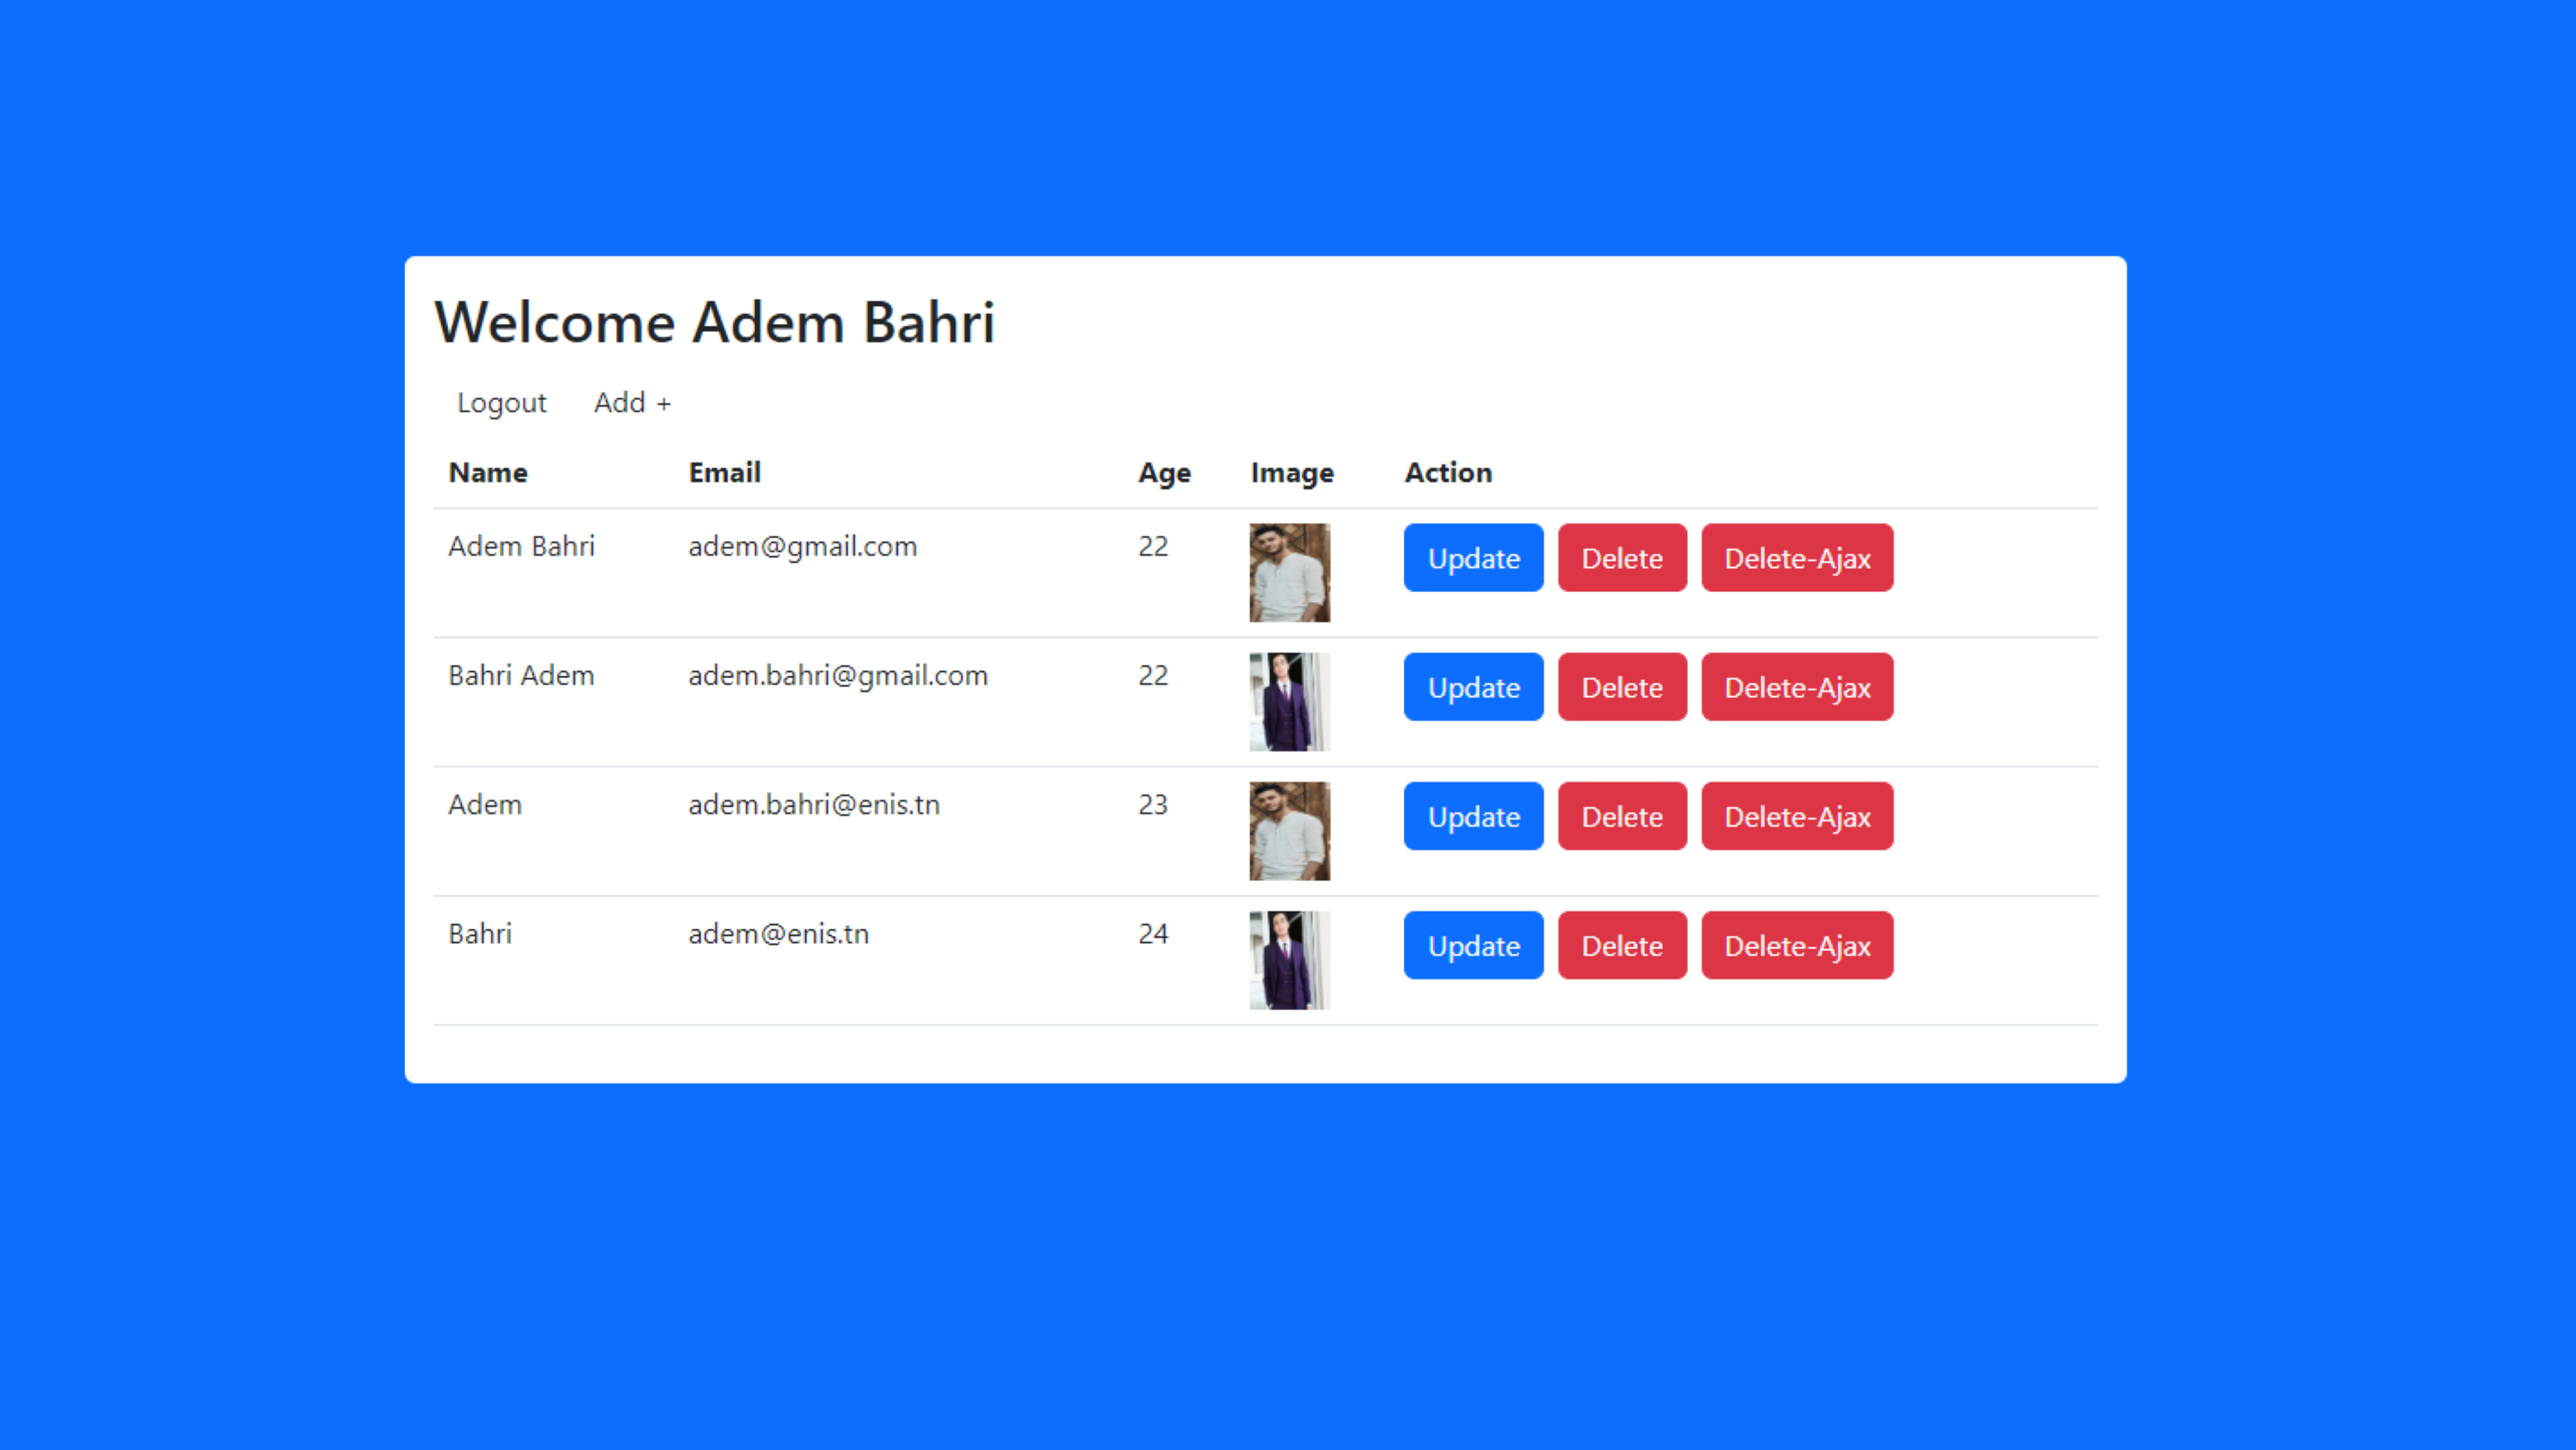 Welcome Adem Bahri
Logout Add +
Name Email Age Image Action
Adem Bahri adem@gmail.com 22 Update Delete Delete-Ajax
Bahri Adem adem.bahri@gmail.com 22 Update Delete Delete-Ajax
Adem adem.bahri@enis.tn 23 Update Delete Delete-Ajax
Bahri adem@enis.tn 24 Update Delete Delete-Ajax